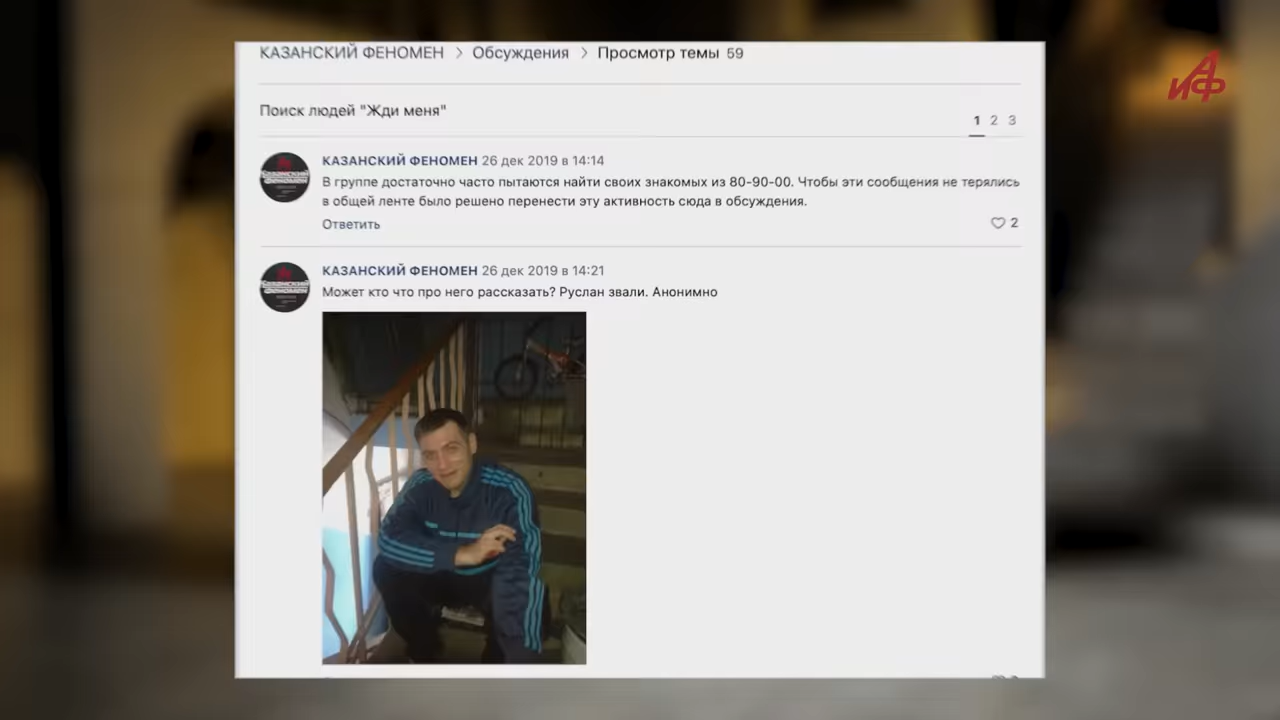 КАЗАНСКИЙ ФЕНОМЕН > Обсуждения > Просмотр темы 59
АиФ
Поиск людей "Жди меня"
1 2 3
КАЗАНСКИЙ ФЕНОМЕН 26 дек 2019 в 14:14
В группе достаточно часто пытаются найти своих знакомых из 80-90-00. Чтобы эти сообщения не терялись
в общей ленте было решено перенести эту активность сюда в обсуждения.
Ответить
2
КАЗАНСКИЙ ФЕНОМЕН 26 дек 2019 в 14:21
Может кто что про него рассказать? Руслан звали. Анонимно